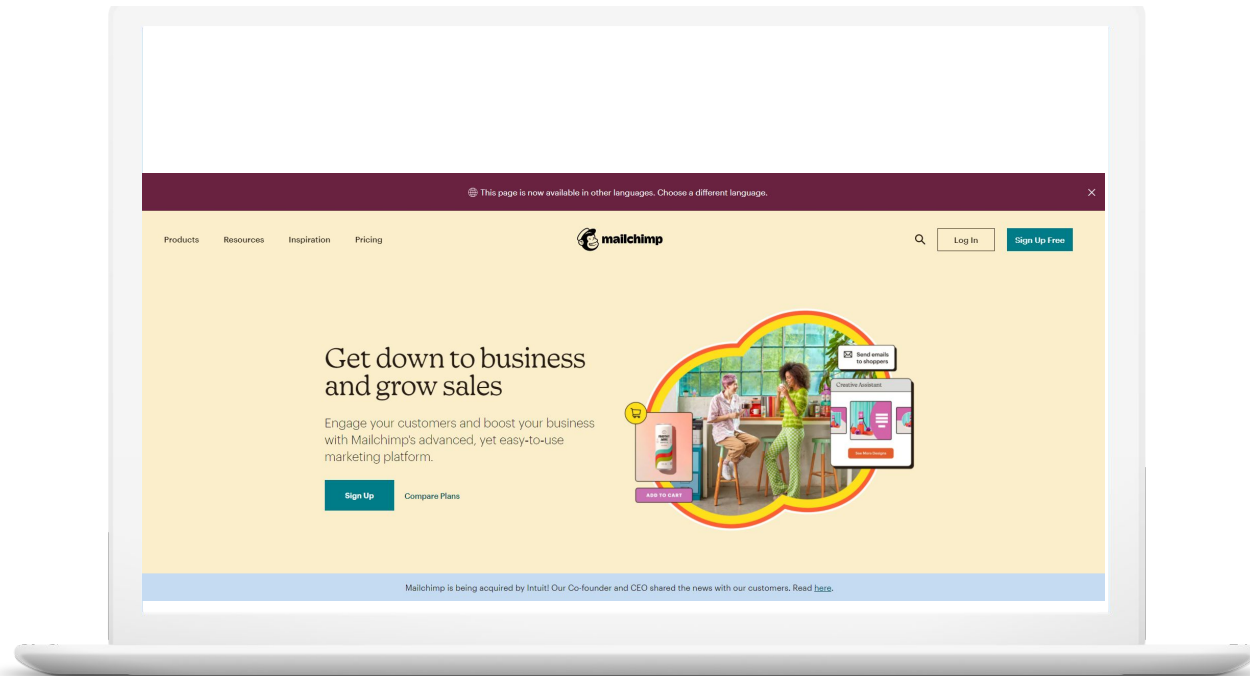 This page is now available in other languages. Choose a different language.
Products Resources Inspiration Pricing
mailchimp
Log In
Sign Up Free
Get down to business
and grow sales
Engage your customers and boost your business
with Mailchimp's advanced, yet easy-to-use
marketing platform.
Sign Up
Compare Plans
Send emails
to shoppers
Creative Assistant
See More Designs
ADD TO CART
Mailchimp is being acquired by Intuit! Our Co-founder and CEO shared the news with our customers. Read here.